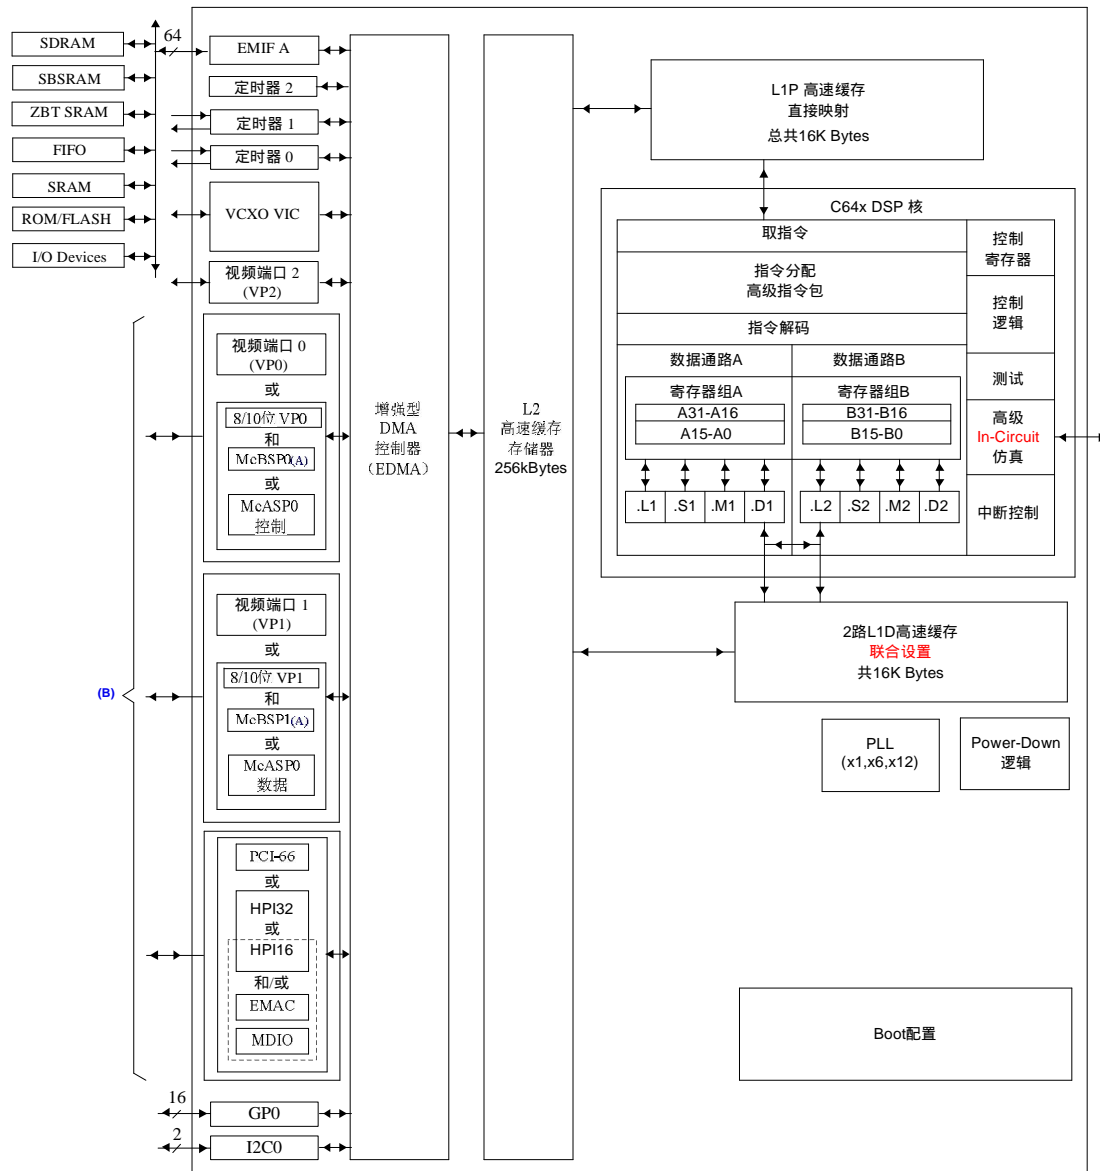 SDRAM
SBSRAM
ZBT SRAM
FIFO
SRAM
ROM/FLASH
I/O Devices
64
EMIF A
定时器 2
定时器 1
定时器 0
VCXO VIC
视频端口 2
(VP2)
视频端口 0
(VP0)
或
8/10位 VP0
和
McBSP0(A)
或
McASP0
控制
视频端口 1
(VP1)
或
8/10位 VP1
和
McBSP1(A)
或
McASP0
数据
(B)
PCI-66
或
HPI32
或
HPI16
和/或
EMAC
MDIO
16
GP0
2
I2C0
增强型
DMA
控制器
(EDMA)
L2
高速缓存
存储器
256kBytes
L1P 高速缓存
直接映射
总共16K Bytes
C64x DSP 核
取指令
指令分配
高级指令包
指令解码
数据通路A
数据通路B
寄存器组A
寄存器组B
A31-A16
B31-B16
A15-A0
B15-B0
.L1
.S1
.M1
.D1
.L2
.S2
.M2
.D2
控制
寄存器
控制
逻辑
测试
高级
In-Circuit
仿真
中断控制
2路L1D高速缓存
联合设置
共16K Bytes
PLL
(x1,x6,x12)
Power-Down
逻辑
Boot配置